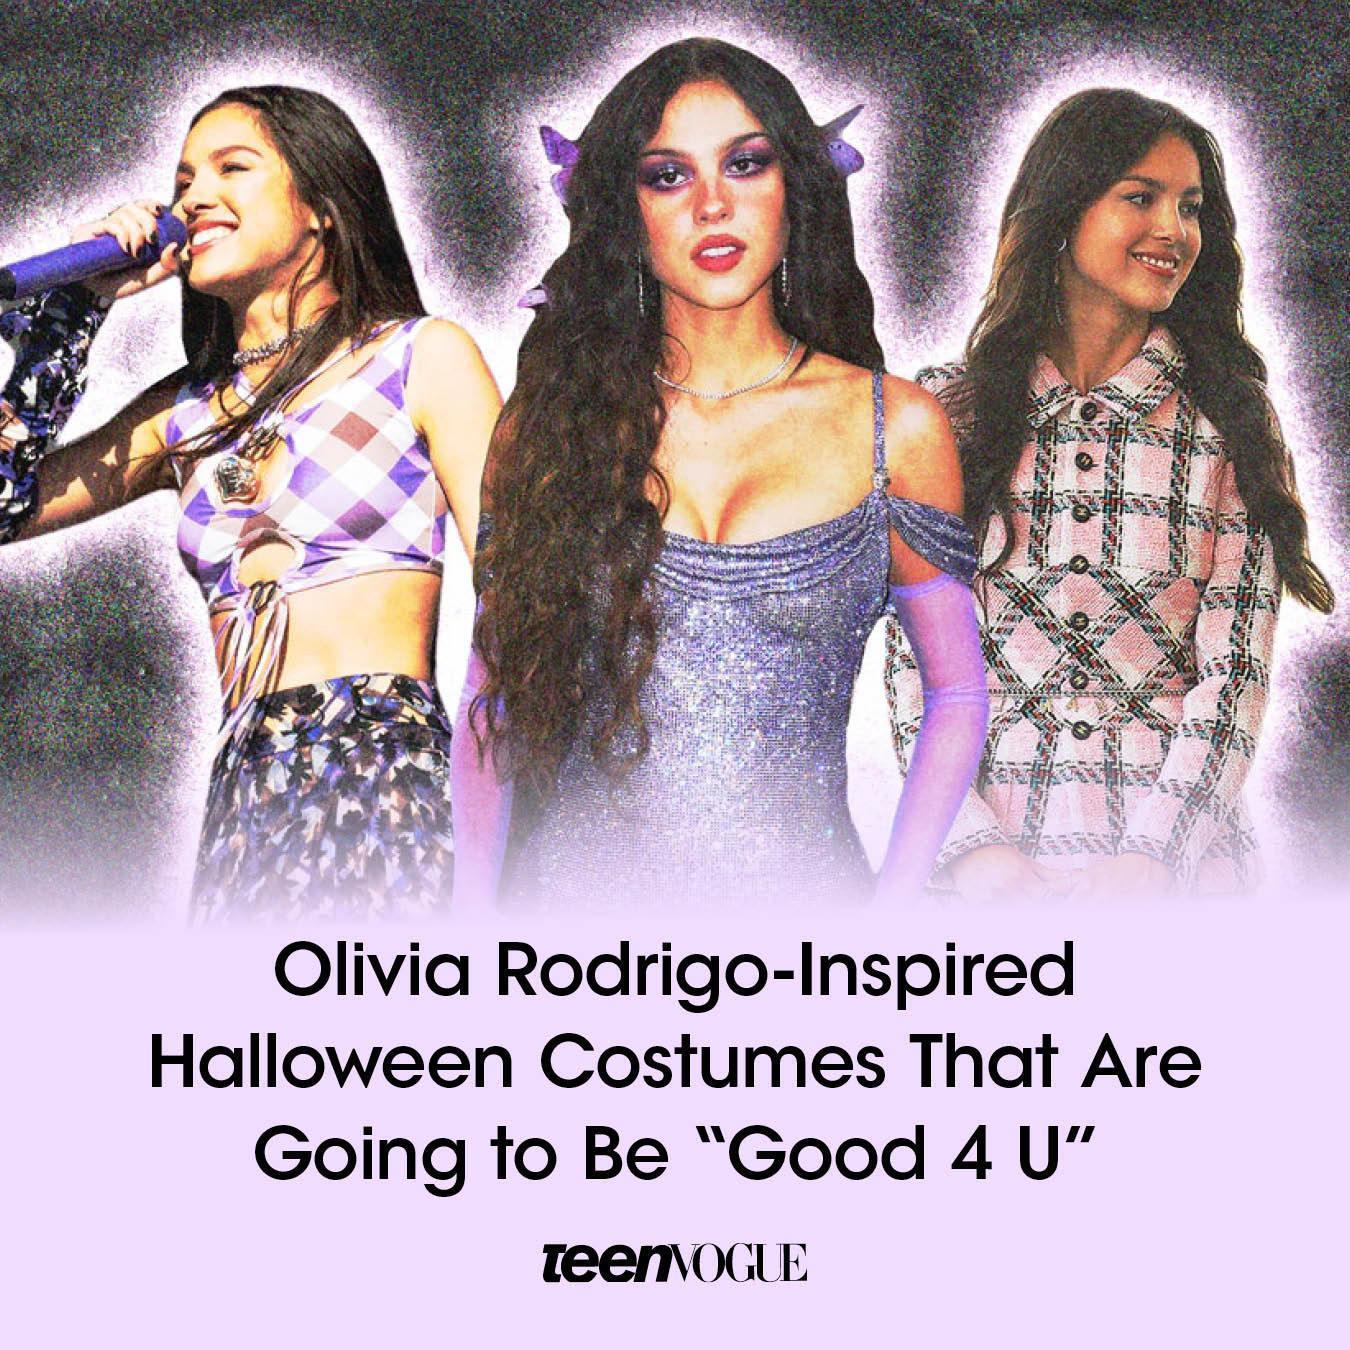 Olivia Rodrigo-Inspired
Halloween Costumes That Are
Going to Be “Good 4 U”
teenVOGUE